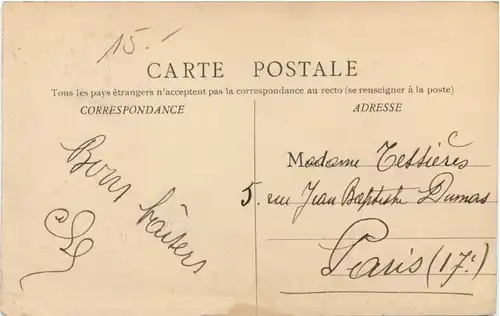 15.-
CARTE POSTALE
Tous les pays étrangers n'acceptent pas la correspondance au recto (se renseigner à la poste)
CORRESPONDANCE
ADRESSE
Bons baisers
Madame Tessières
5. rue Jean Baptiste Dumas
Paris (17e)